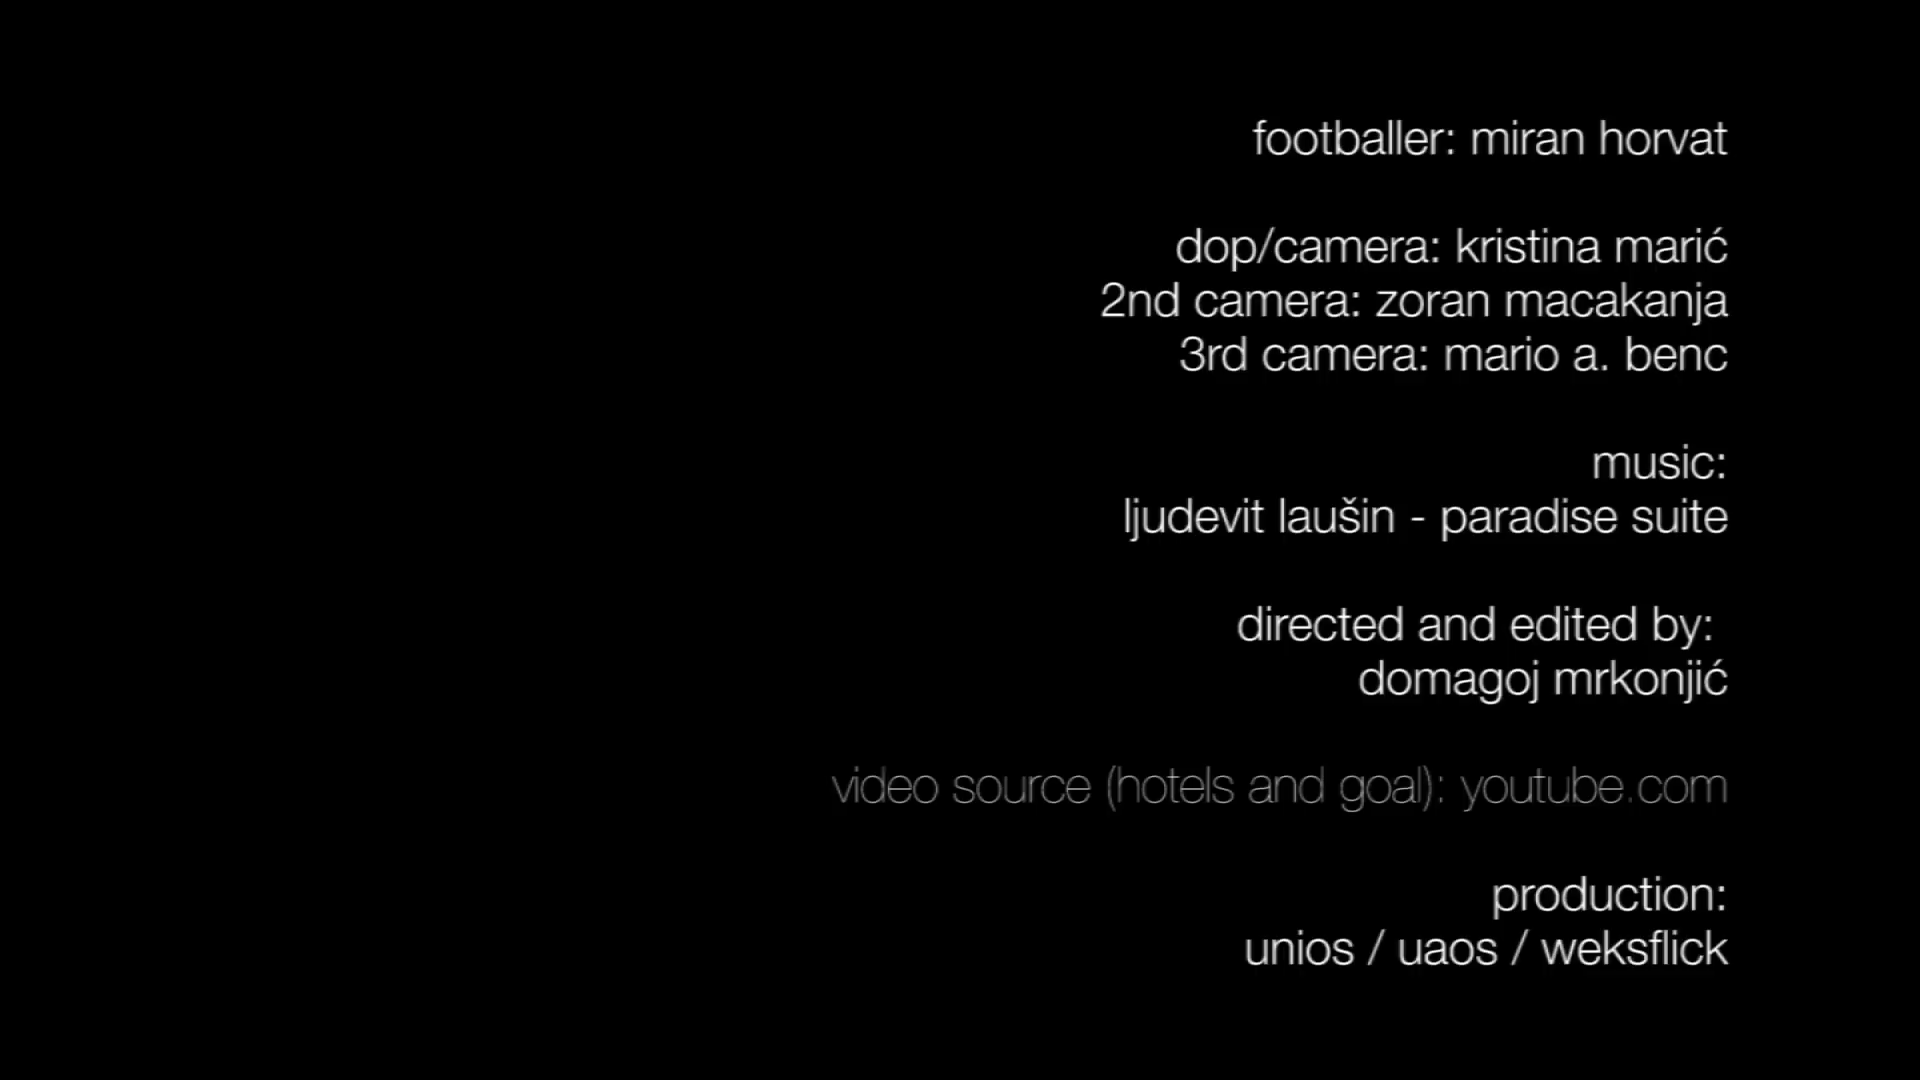 footballer: miran horvat
dop/camera: kristina marić
2nd camera: zoran macakanja
3rd camera: mario a. benc
music:
ljudevit laušin - paradise suite
directed and edited by:
domagoj mrkonjić
video source (hotels and goal): youtube.com
production:
unios / uaos / weksflick